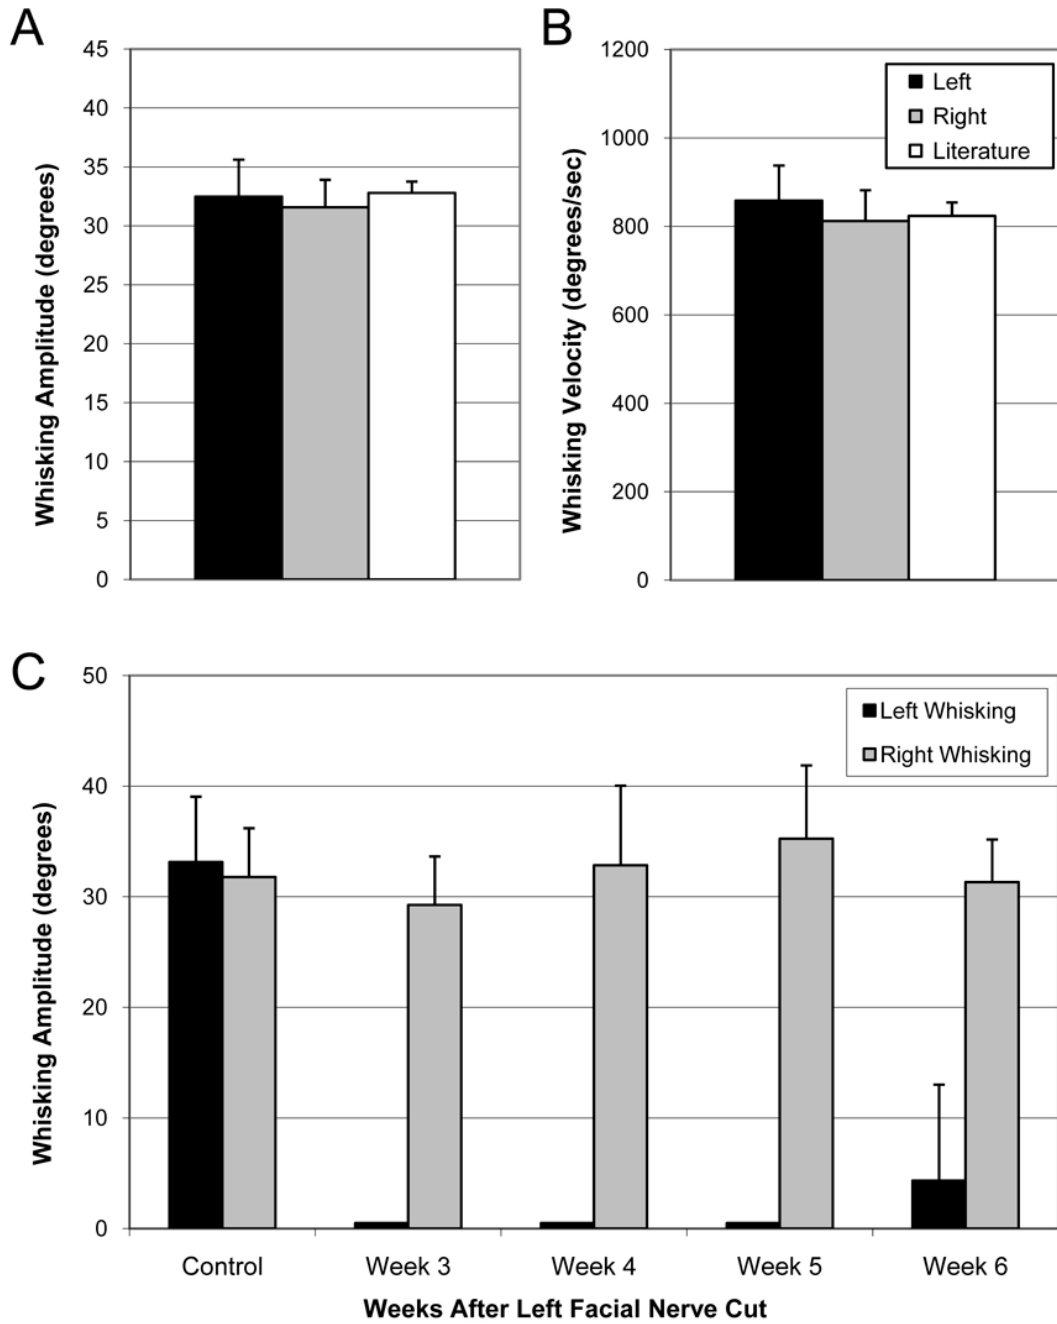 A
Whisking Amplitude (degrees)
45
40
35
30
25
20
15
10
5
0
B
Whisking Velocity (degrees/sec)
1200
1000
800
600
400
200
0
Left
Right
Literature
C
Whisking Amplitude (degrees)
50
40
30
20
10
0
Left Whisking
Right Whisking
Control Week 3 Week 4 Week 5 Week 6
Weeks After Left Facial Nerve Cut